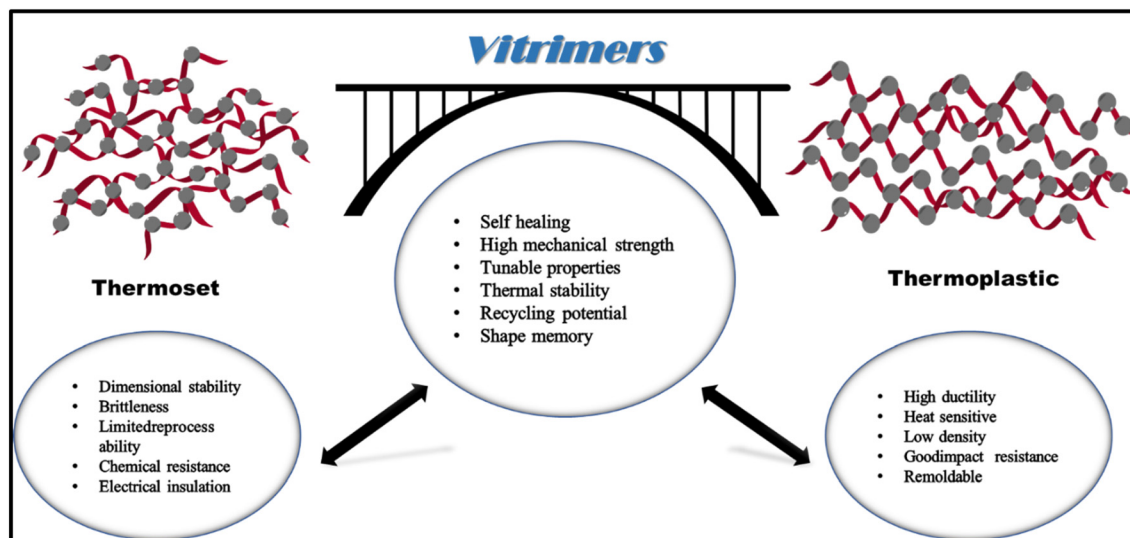 Vitrimers
Thermoset
• Dimensional stability
• Brittleness
• Limitedreprocess
ability
• Chemical resistance
• Electrical insulation
• Self healing
• High mechanical strength
• Tunable properties
• Thermal stability
• Recycling potential
• Shape memory
Thermoplastic
• High ductility
• Heat sensitive
• Low density
• Goodimpact resistance
• Remoldable